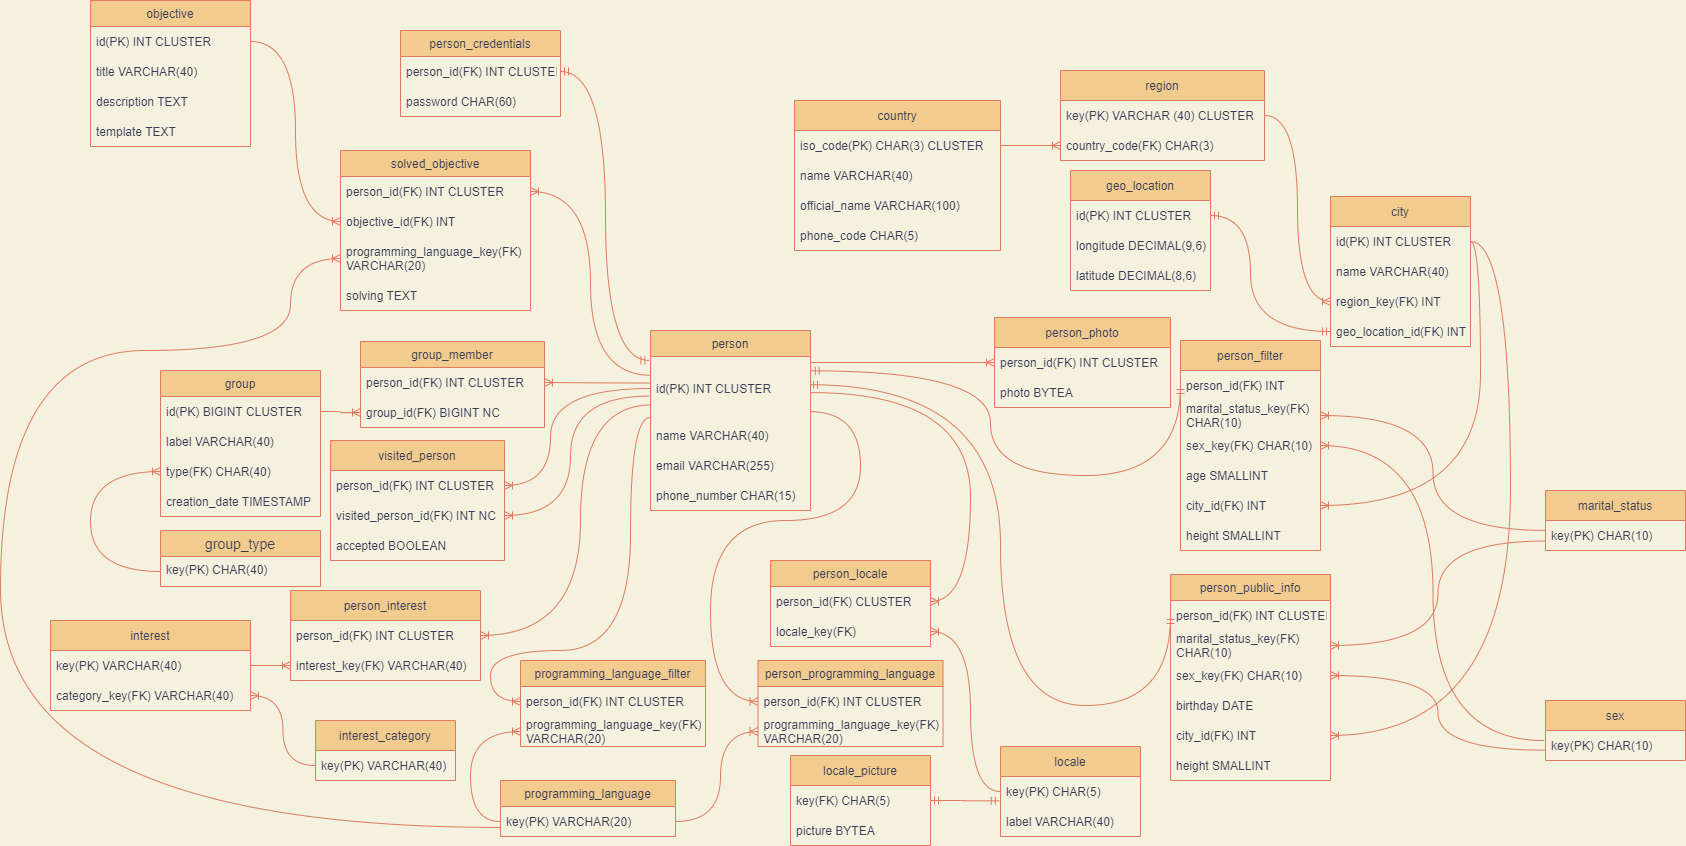 objective
id(PK) INT CLUSTER
title VARCHAR(40)
description TEXT
template TEXT
person_credentials
person_id(FK) INT CLUSTE
password CHAR(60)
solved_objective
person_id(FK) INT CLUSTER
objective_id(FK) INT
programming_language_key(FK)
VARCHAR(20)
solving TEXT
country
iso_code(PK) CHAR(3) CLUSTER
name VARCHAR(40)
official_name VARCHAR(100)
phone_code CHAR(5)
region
key(PK) VARCHAR (40) CLUSTER
country_code(FK) CHAR(3)
geo_location
id(PK) INT CLUSTER
longitude DECIMAL(9,6)
latitude DECIMAL(8,6)
city
id(PK) INT CLUSTER
name VARCHAR(40)
region_key(FK) INT
geo_location_id(FK) INT
group_member
person_id(FK) INT CLUSTER
group_id(FK) BIGINT NC
group
id(PK) BIGINT CLUSTER
label VARCHAR(40)
type(FK) CHAR(40)
creation_date TIMESTAMP
group_type
key(PK) CHAR(40)
visited_person
person_id(FK) INT CLUSTER
visited_person_id(FK) INT NC
accepted BOOLEAN
person
id(PK) INT CLUSTER
name VARCHAR(40)
email VARCHAR(255)
phone_number CHAR(15)
person_photo
person_id(FK) INT CLUSTER
photo BYTEA
person_filter
person_id(FK) INT
marital_status_key(FK)
CHAR(10)
sex_key(FK) CHAR(10)
age SMALLINT
city_id(FK) INT
height SMALLINT
marital_status
key(PK) CHAR(10)
person_interest
person_id(FK) INT CLUSTER
interest_key(FK) VARCHAR(40)
interest
key(PK) VARCHAR(40)
category_key(FK) VARCHAR(40)
interest_category
key(PK) VARCHAR(40)
programming_language_filter
person_id(FK) INT CLUSTER
programming_language_key(FK)
VARCHAR(20)
person_locale
person_id(FK) CLUSTER
locale_key(FK)
person_programming_language
person_id(FK) INT CLUSTER
programming_language_key(FK)
VARCHAR(20)
programming_language
key(PK) VARCHAR(20)
locale_picture
key(FK) CHAR(5)
picture BYTEA
locale
key(PK) CHAR(5)
label VARCHAR(40)
person_public_info
person_id(FK) INT CLUSTE
marital_status_key(FK)
CHAR(10)
sex_key(FK) CHAR(10)
birthday DATE
city_id(FK) INT
height SMALLINT
sex
key(PK) CHAR(10)